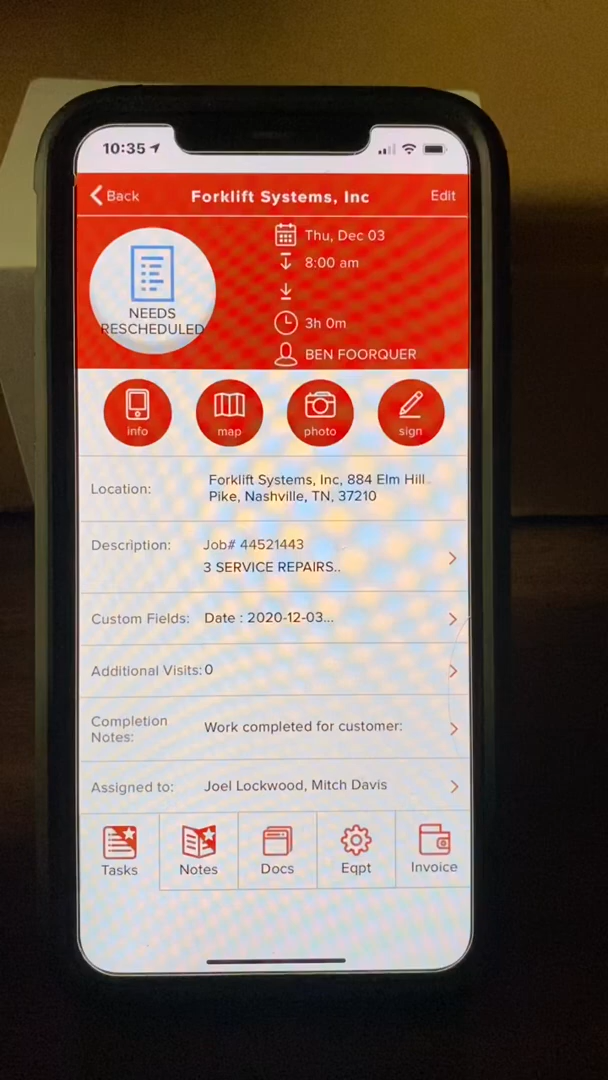 10:35
Back
Forklift Systems, Inc
Edit
NEEDS
RESCHEDULED
Thu, Dec 03
8:00 am
3h 0m
BEN FOORQUER
info
map
photo
sign
Location:
Forklift Systems, Inc, 884 Elm Hill
Pike, Nashville, TN, 37210
Description:
Job# 44521443
3 SERVICE REPAIRS..
Custom Fields:
Date : 2020-12-03...
Additional Visits: 0
Completion
Notes:
Work completed for customer:
Assigned to:
Joel Lockwood, Mitch Davis
Tasks
Notes
Docs
Eqpt
Invoice